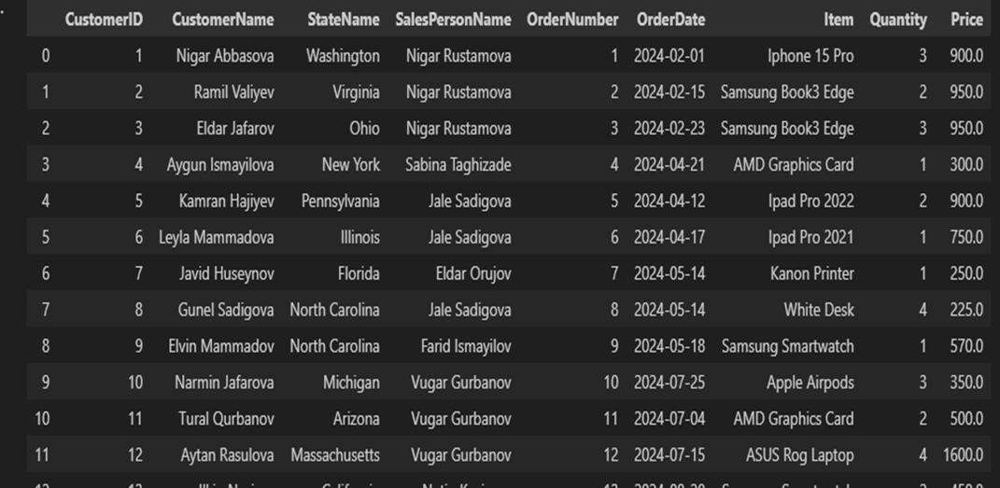 CustomerID CustomerName StateName SalesPersonName OrderNumber OrderDate Item Quantity Price
0 1 Nigar Abbasova Washington Nigar Rustamova 1 2024-02-01 Iphone 15 Pro 3 900.0
1 2 Ramil Valiyev Virginia Nigar Rustamova 2 2024-02-15 Samsung Book3 Edge 2 950.0
2 3 Eldar Jafarov Ohio Nigar Rustamova 3 2024-02-23 Samsung Book3 Edge 3 950.0
3 4 Aygun Ismayilova New York Sabina Taghizade 4 2024-04-21 AMD Graphics Card 1 300.0
4 5 Kamran Hajiyev Pennsylvania Jale Sadigova 5 2024-04-12 Ipad Pro 2022 2 900.0
5 6 Leyla Mammadova Illinois Jale Sadigova 6 2024-04-17 Ipad Pro 2021 1 750.0
6 7 Javid Huseynov Florida Eldar Orujov 7 2024-05-14 Kanon Printer 1 250.0
7 8 Gunel Sadigova North Carolina Jale Sadigova 8 2024-05-14 White Desk 4 225.0
8 9 Elvin Mammadov North Carolina Farid Ismayilov 9 2024-05-18 Samsung Smartwatch 1 570.0
9 10 Narmin Jafarova Michigan Vugar Gurbanov 10 2024-07-25 Apple Airpods 3 350.0
10 11 Tural Qurbanov Arizona Vugar Gurbanov 11 2024-07-04 AMD Graphics Card 2 500.0
11 12 Aytan Rasulova Massachusetts Vugar Gurbanov 12 2024-07-15 ASUS Rog Laptop 4 1600.0